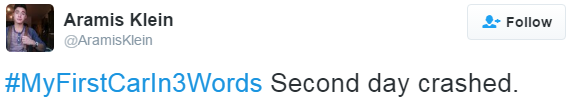 Aramis Klein
@AramisKlein
Follow
#MyFirstCarIn3Words Second day crashed.